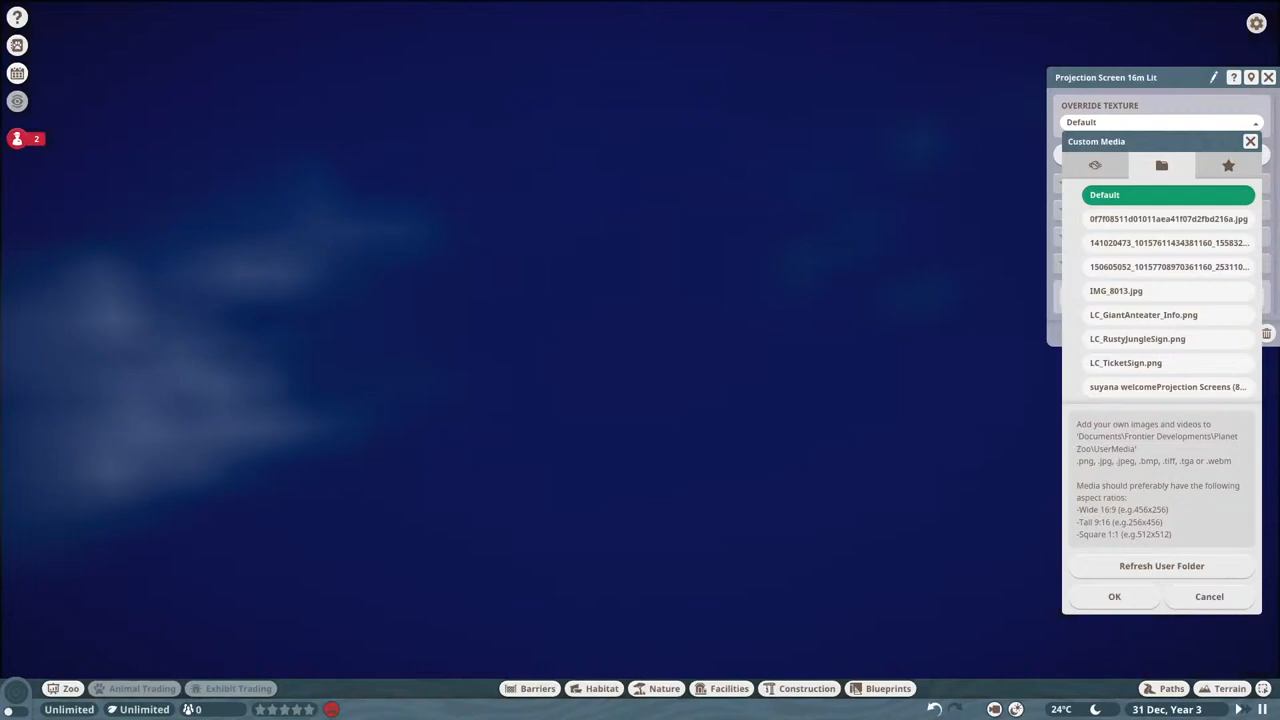 Projection Screen 16m Lit
?
?
2
OVERRIDE TEXTURE
Default
Custom Media
Default
0f7f08511d01011aea41f07d2fbd216a.jpg
141020473_10157611434381160_155832...
150605052_10157708970361160_253110...
IMG_8013.jpg
LC_GiantAnteater_Info.png
LC_RustyJungleSign.png
LC_TicketSign.png
suyana welcomeProjection Screens (8...
Add your own images and videos to
'Documents\Frontier Developments\Planet
Zoo\UserMedia'
.png, .jpg, .jpeg, .bmp, .tiff, .tga or .webm
Media should preferably have the following
aspect ratios:
-Wide 16:9 (e.g.456x256)
-Tall 9:16 (e.g.256x456)
-Square 1:1 (e.g.512x512)
Refresh User Folder
OK Cancel
Zoo Animal Trading Exhibit Trading Barriers Habitat Nature Facilities Construction Blueprints Paths Terrain
Unlimited Unlimited 0 24°C 31 Dec, Year 3